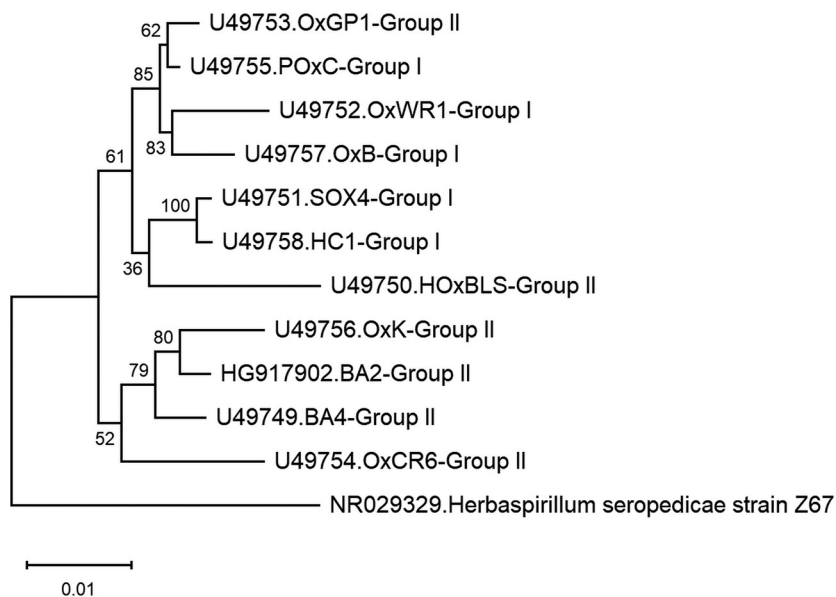 62
U49753.OxGP1-Group II
85
U49755.POxC-Group I
U49752.OxWR1-Group I
83
U49757.OxB-Group I
61
100
U49751.SOX4-Group I
U49758.HC1-Group I
36
U49750.HOxBLS-Group II
80
U49756.OxK-Group II
79
HG917902.BA2-Group II
U49749.BA4-Group II
52
U49754.OxCR6-Group II
NR029329.Herbaspirillum seropedicae strain Z67
0.01